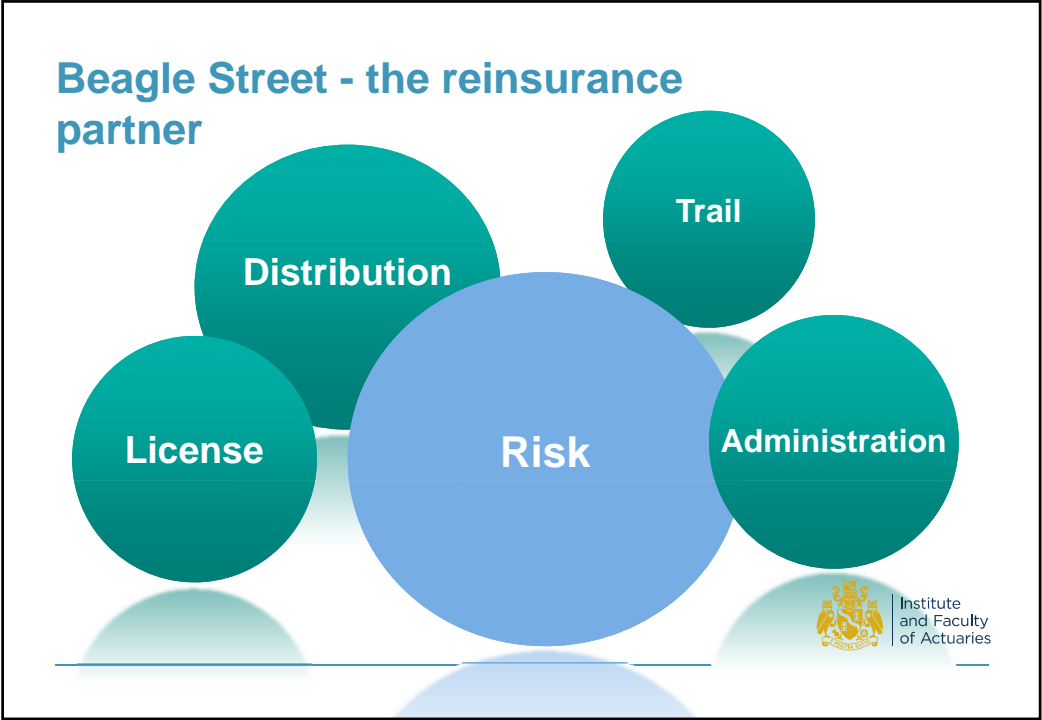 Beagle Street - the reinsurance
partner
Trail
Distribution
License
Risk
Administration
Institute
and Faculty
of Actuaries